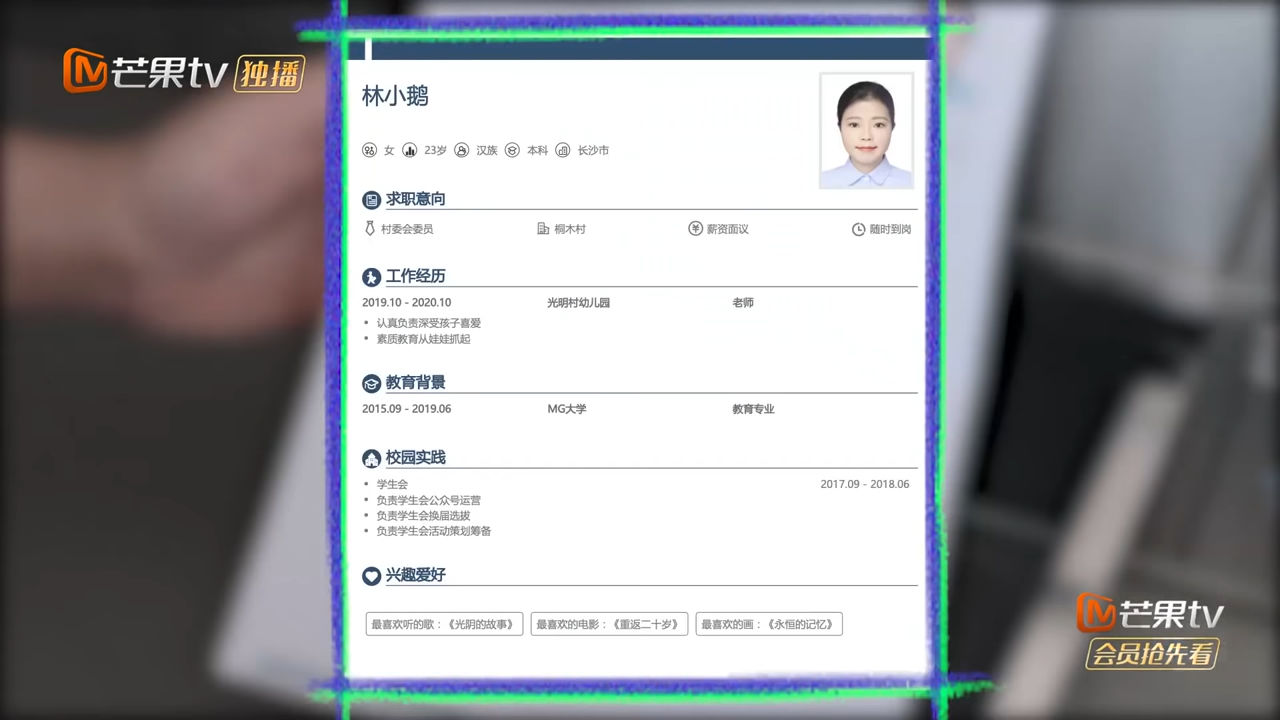 芒果tv 独播
林小鹅
女 23岁 汉族 本科 长沙市
求职意向
村委会委员 桐木村 薪资面议 随时到岗
工作经历
2019.10 - 2020.10 光明村幼儿园 老师
• 认真负责深受孩子喜爱
• 素质教育从娃娃抓起
教育背景
2015.09 - 2019.06 MG大学 教育专业
校园实践
• 学生会 2017.09 - 2018.06
• 负责学生会公众号运营
• 负责学生会换届选拔
• 负责学生会活动策划筹备
兴趣爱好
最喜欢听的歌：《光阴的故事》 最喜欢的电影：《重返二十岁》 最喜欢的画：《永恒的记忆》
芒果tv
会员抢先看